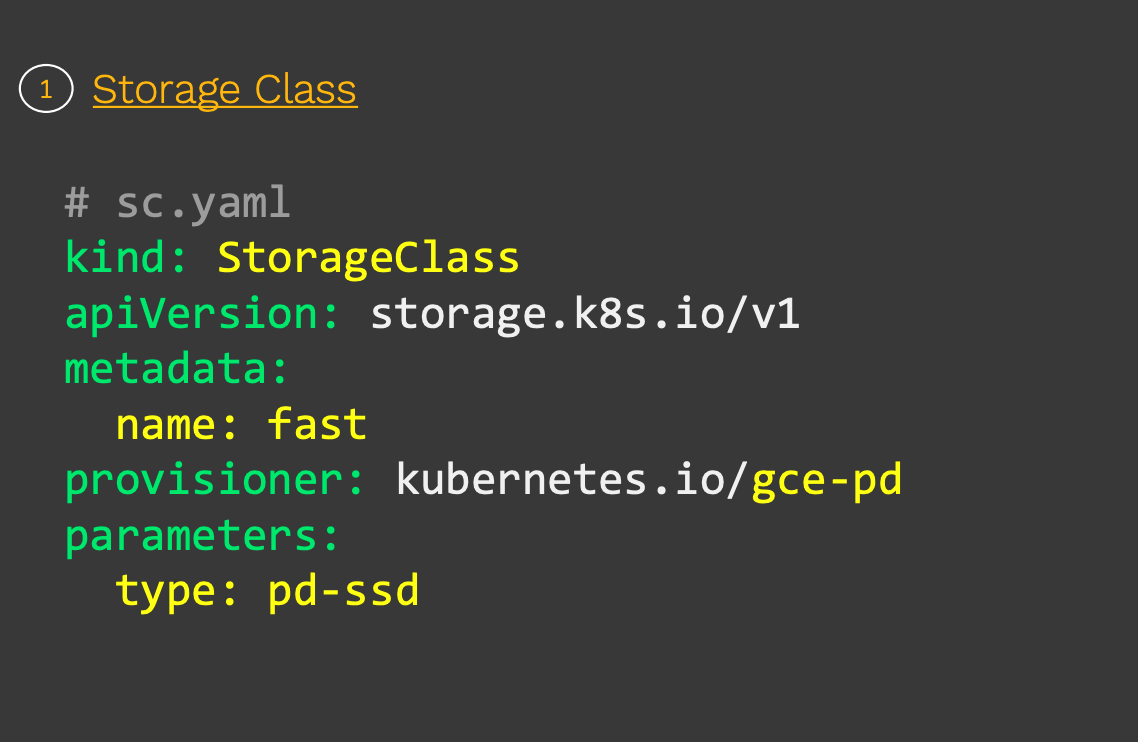 1 Storage Class
# sc.yaml
kind: StorageClass
apiVersion: storage.k8s.io/v1
metadata:
  name: fast
provisioner: kubernetes.io/gce-pd
parameters:
  type: pd-ssd